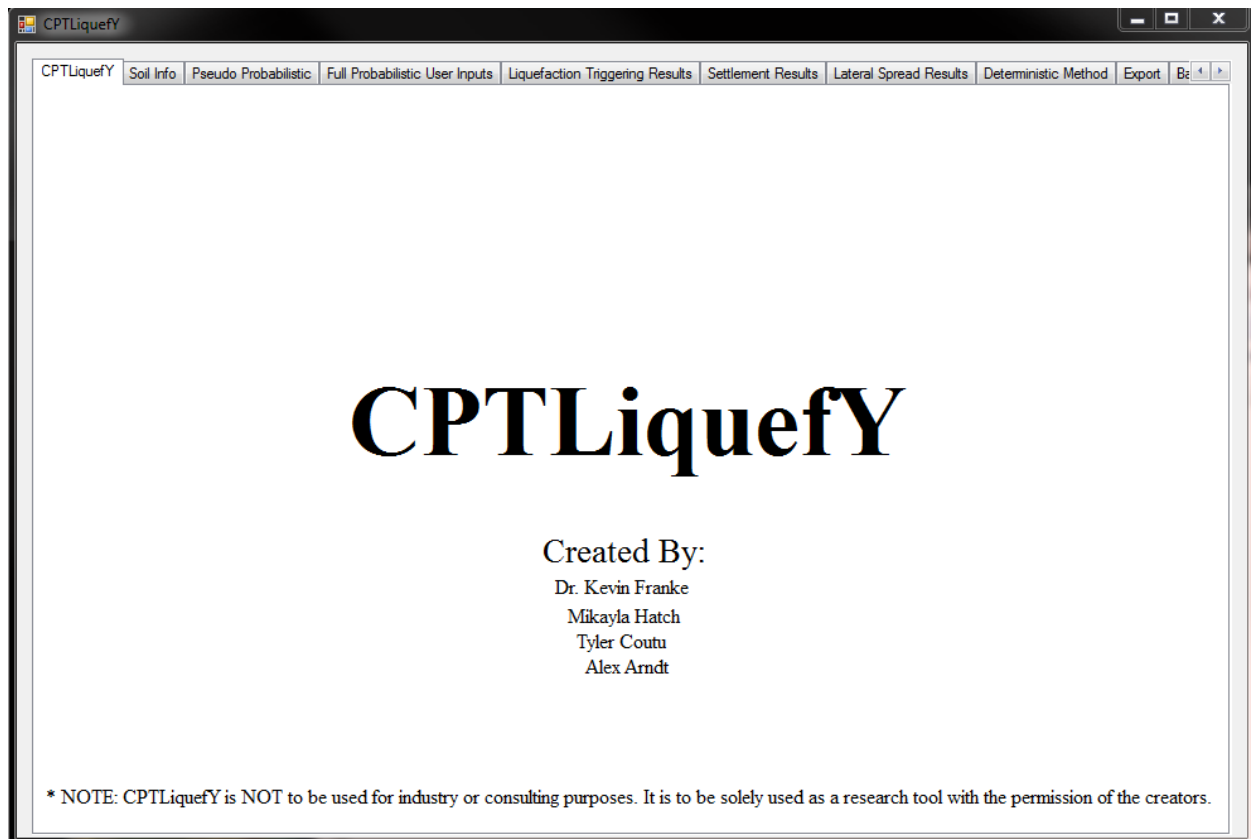 CPTLiquefY
CPTLiquefY Soil Info Pseudo Probabilistic Full Probabilistic User Inputs Liquefaction Triggering Results Settlement Results Lateral Spread Results Deterministic Method Export
CPTLiquefY
Created By:
Dr. Kevin Franke
Mikayla Hatch
Tyler Coutu
Alex Arndt
* NOTE: CPTLiquefY is NOT to be used for industry or consulting purposes. It is to be solely used as a research tool with the permission of the creators.